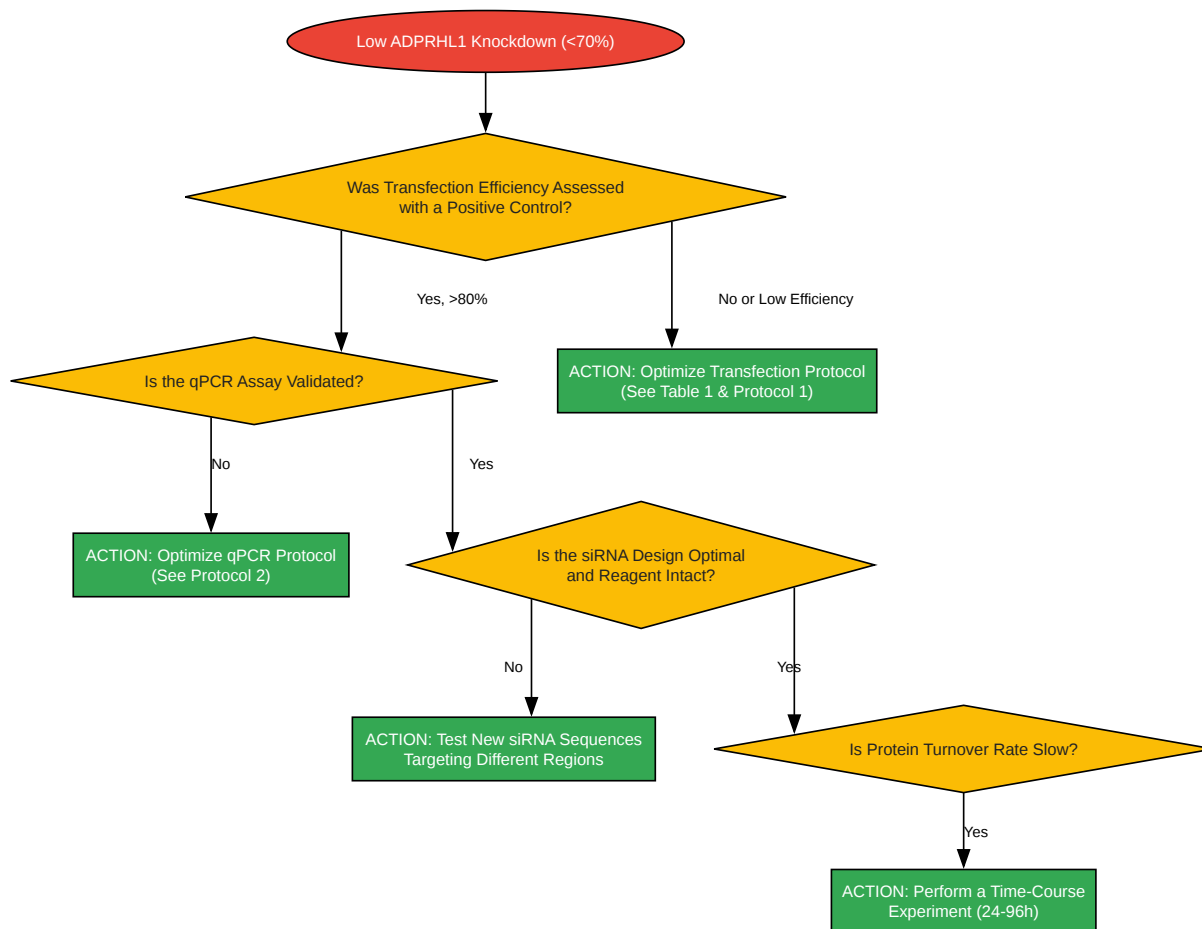 Low ADPRHL1 Knockdown (<70%)
Was Transfection Efficiency Assessed
with a Positive Control?
Yes, >80%
No or Low Efficiency
Is the qPCR Assay Validated?
ACTION: Optimize Transfection Protocol
(See Table 1 & Protocol 1)
No
Yes
ACTION: Optimize qPCR Protocol
(See Protocol 2)
Is the siRNA Design Optimal
and Reagent Intact?
No
Yes
ACTION: Test New siRNA Sequences
Targeting Different Regions
Is Protein Turnover Rate Slow?
Yes
ACTION: Perform a Time-Course
Experiment (24-96h)